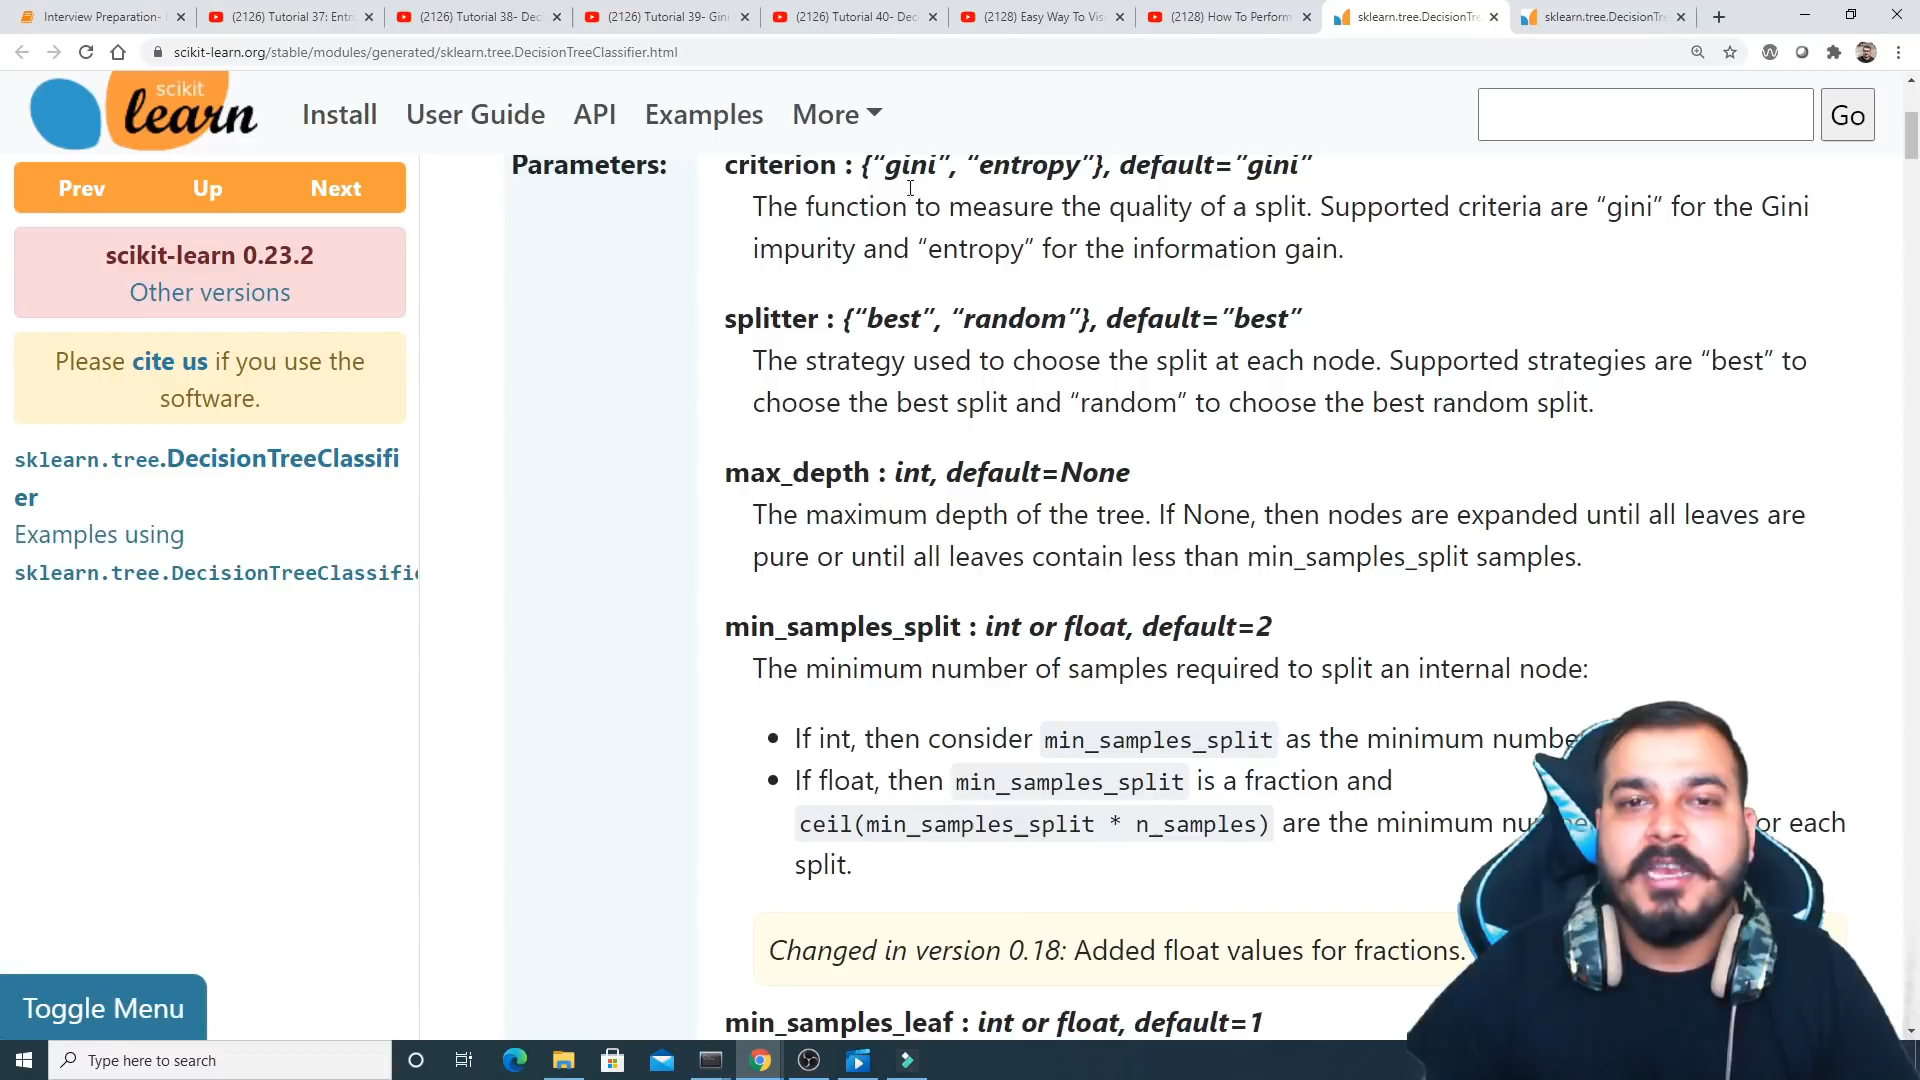 Interview Preparation-
(2126) Tutorial 37: Entr
(2126) Tutorial 38- Dec
(2126) Tutorial 39- Gini
(2126) Tutorial 40- Dec
(2128) Easy Way To Vis
(2128) How To Perform
sklearn.tree.DecisionTre
sklearn.tree.DecisionTre
scikit-learn.org/stable/modules/generated/sklearn.tree.DecisionTreeClassifier.html
scikit
learn
Install User Guide API Examples More
Go
Prev Up Next
scikit-learn 0.23.2
Other versions
Please cite us if you use the
software.
sklearn.tree.DecisionTreeClassifi
er
Examples using
sklearn.tree.DecisionTreeClassifie
Toggle Menu
Parameters:
criterion : {“gini”, “entropy”}, default=”gini”
The function to measure the quality of a split. Supported criteria are “gini” for the Gini
impurity and “entropy” for the information gain.
splitter : {“best”, “random”}, default=”best”
The strategy used to choose the split at each node. Supported strategies are “best” to
choose the best split and “random” to choose the best random split.
max_depth : int, default=None
The maximum depth of the tree. If None, then nodes are expanded until all leaves are
pure or until all leaves contain less than min_samples_split samples.
min_samples_split : int or float, default=2
The minimum number of samples required to split an internal node:
• If int, then consider min_samples_split as the minimum numbe
• If float, then min_samples_split is a fraction and
ceil(min_samples_split * n_samples) are the minimum nu or each
split.
Changed in version 0.18: Added float values for fractions.
min_samples_leaf : int or float, default=1
Type here to search